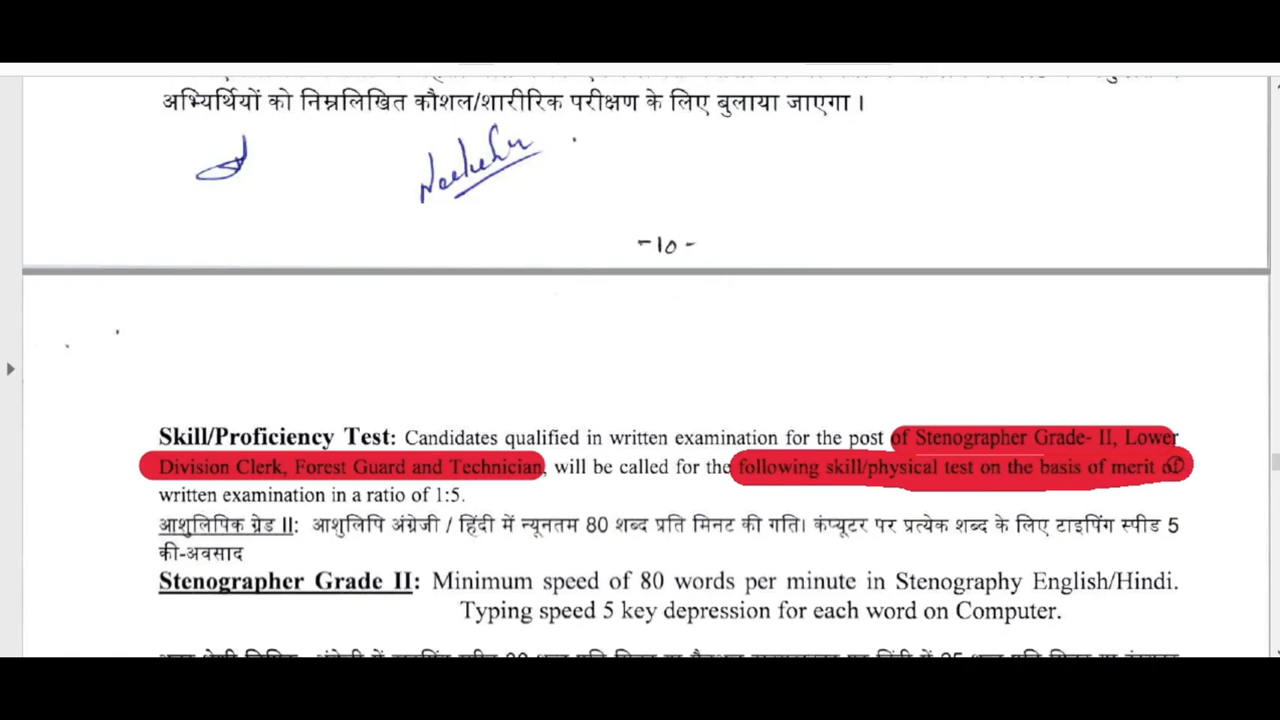 अभ्यिर्थियों को निम्नलिखित कौशल/शारीरिक परीक्षण के लिए बुलाया जाएगा।
-10-
Skill/Proficiency Test: Candidates qualified in written examination for the post of Stenographer Grade- II, Lower
Division Clerk, Forest Guard and Technician, will be called for the following skill/physical test on the basis of merit of
written examination in a ratio of 1:5.
आशुलिपिक ग्रेड II: आशुलिपि अंग्रेजी / हिंदी में न्यूनतम 80 शब्द प्रति मिनट की गति। कंप्यूटर पर प्रत्येक शब्द के लिए टाइपिंग स्पीड 5
की-अवसाद
Stenographer Grade II: Minimum speed of 80 words per minute in Stenography English/Hindi.
Typing speed 5 key depression for each word on Computer.